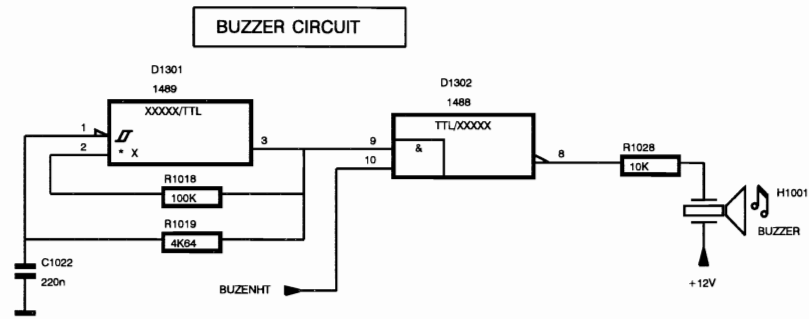 BUZZER CIRCUIT
D1301
1489
XXXXX/TTL
1
2
* X
3
R1018
100K
R1019
4K64
C1022
220n
BUZENHT
D1302
1488
TTL/XXXXX
9
10
&
8
R1028
10K
H1001
BUZZER
+12V